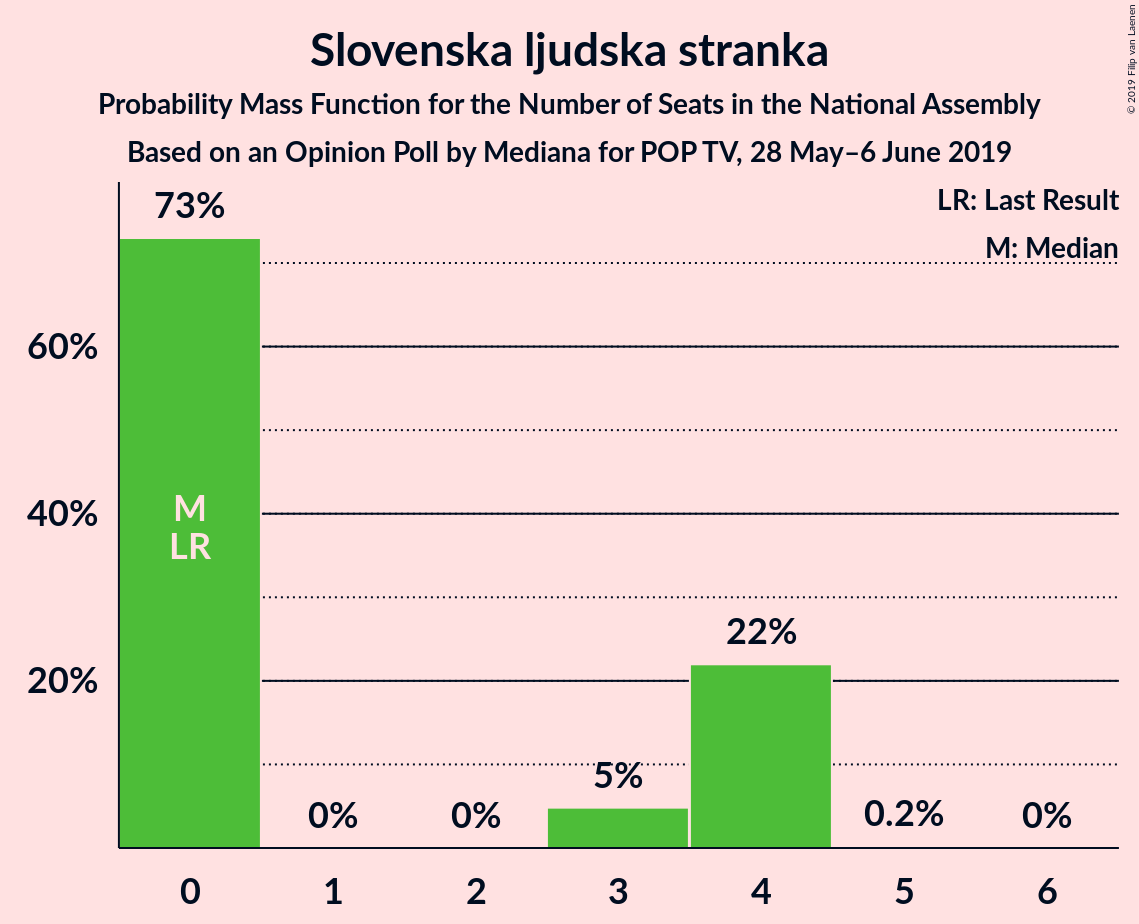 Slovenska ljudska stranka
Probability Mass Function for the Number of Seats in the National Assembly
Based on an Opinion Poll by Mediana for POP TV, 28 May–6 June 2019
© 2019 Filip van Laenen
LR: Last Result
M: Median
73%
60%
40%
20%
M
LR
0%
0%
5%
22%
0.2%
0%
0 1 2 3 4 5 6